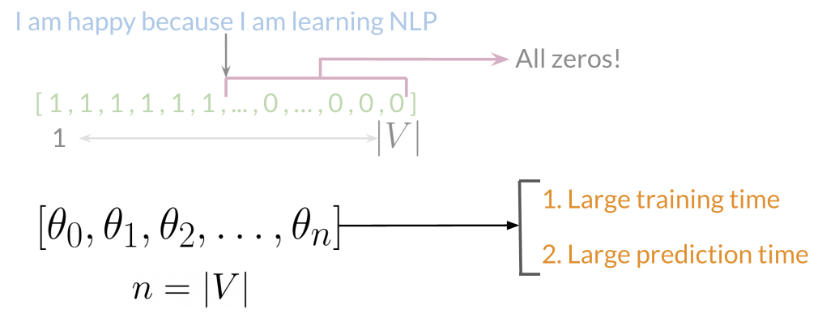 I am happy because I am learning NLP
All zeros!
[ 1 , 1 , 1 , 1 , 1 , 1 , ... , 0 , ... , 0 , 0 , 0 ]
1 |V|
[θ₀, θ₁, θ₂, . . . , θₙ]
1. Large training time
2. Large prediction time
n = |V|